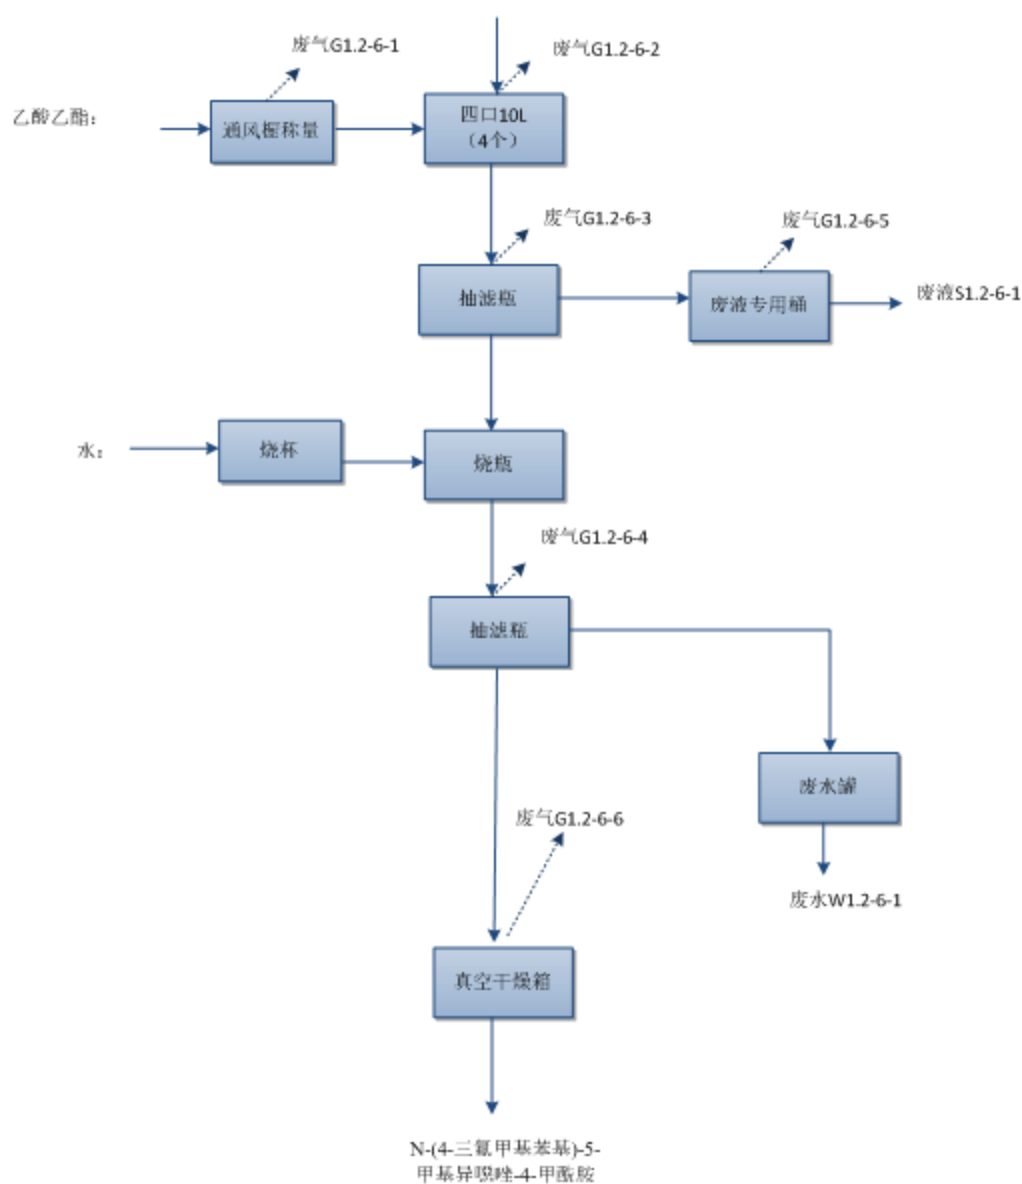 废气G1.2-6-1
废气G1.2-6-2
乙酸乙酯：
通风橱称量
四口10L
（4个）
废气G1.2-6-3
废气G1.2-6-5
抽滤瓶
废液专用桶
废液S1.2-6-1
水：
烧杯
烧瓶
废气G1.2-6-4
抽滤瓶
废水罐
废气G1.2-6-6
废水W1.2-6-1
真空干燥箱
N-(4-三氟甲基苯基)-5-
甲基异噁唑-4-甲酰胺